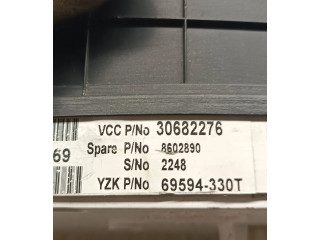 VCC P/No 30682276
Spare P/No 8602890
69
S/No 2248
YZK P/No 69594-330T